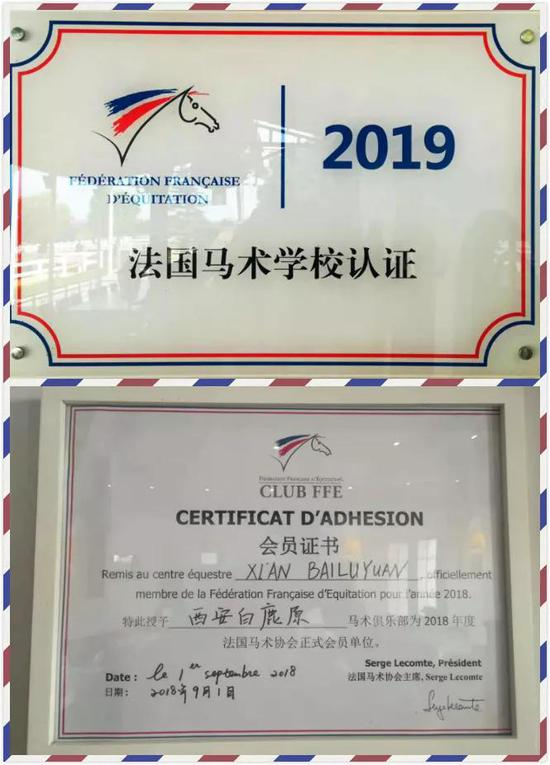 FÉDÉRATION FRANÇAISE
D'ÉQUITATION
2019
法国马术学校认证
Fédération Française d'Equitation
CLUB FFE
CERTIFICAT D'ADHESION
会员证书
Remis au centre équestre XI'AN BAILUYUAN, officiellement
membre de la Fédération Française d'Equitation pour l'année 2018.
特此授予 西安白鹿原 马术俱乐部为2018年度
法国马术协会正式会员单位。
Serge Lecomte, Président
法国马术协会主席, Serge Lecomte
Date: le 1er septembre 2018
日期: 2018年9月1日
Serge Lecomte